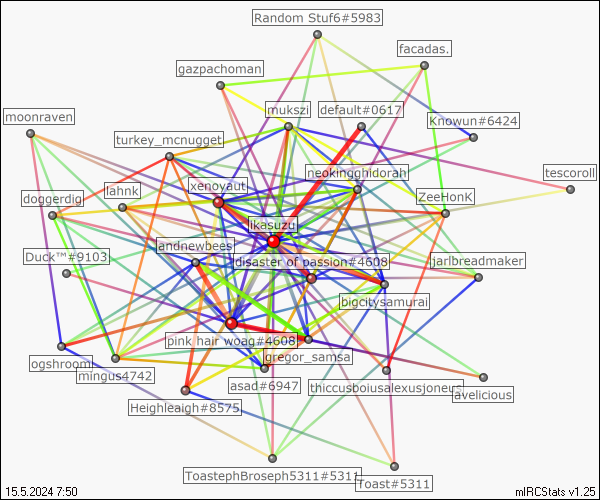 Random Stuf6#5983
facadas.
gazpachoman
mukszi
default#0617
moonraven
Knowun#6424
turkey_mcnugget
neokingghidorah
tescoroll
xenovaut
lahnk
doggerdig
ZeeHonK
ikasuzu
andnewbees
Duck™#9103
disaster of passion#4608
jarlbreadmaker
bigcitysamurai
pink hair woag#4608
gregor_samsa
ogshroom
mingus4742
asad#6947
thiccusboiusalexusjoners
avelicious
Heighleaigh#8575
ToastephBroseph5311#5311
Toast#5311
15.5.2024 7:50
mIRCStats v1.25